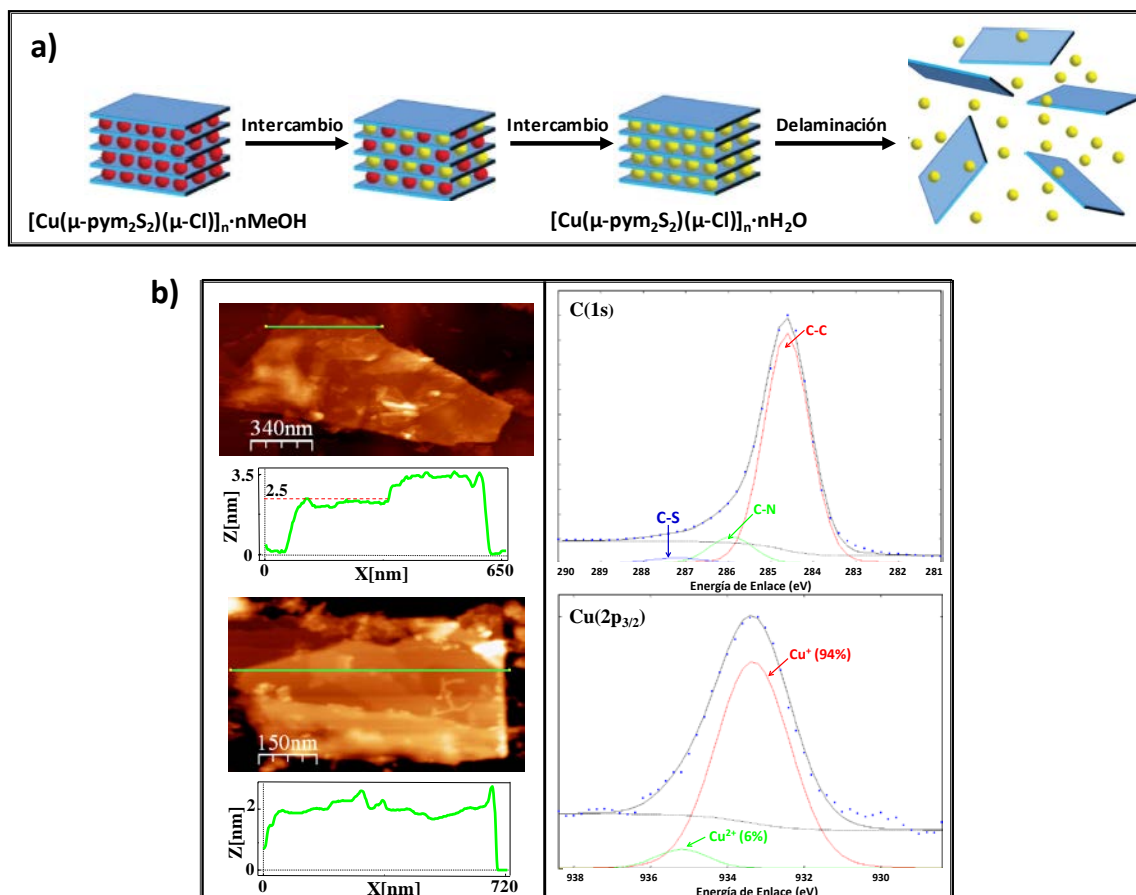 a)
Intercambio
Intercambio
Delaminación
[Cu(μ-pym₂S₂)(μ-Cl)]ₙ·nMeOH
[Cu(μ-pym₂S₂)(μ-Cl)]ₙ·nH₂O
b)
340nm
3.5
2.5
Z[nm]
0
0
X[nm]
650
150nm
2
Z[nm]
0
0
X[nm]
720
C(1s)
C-C
C-S
C-N
290 289 288 287 286 285 284 283 282 281
Energía de Enlace (eV)
Cu(2p₃/₂)
Cu⁺ (94%)
Cu²⁺ (6%)
938 936 934 932 930
Energía de Enlace (eV)